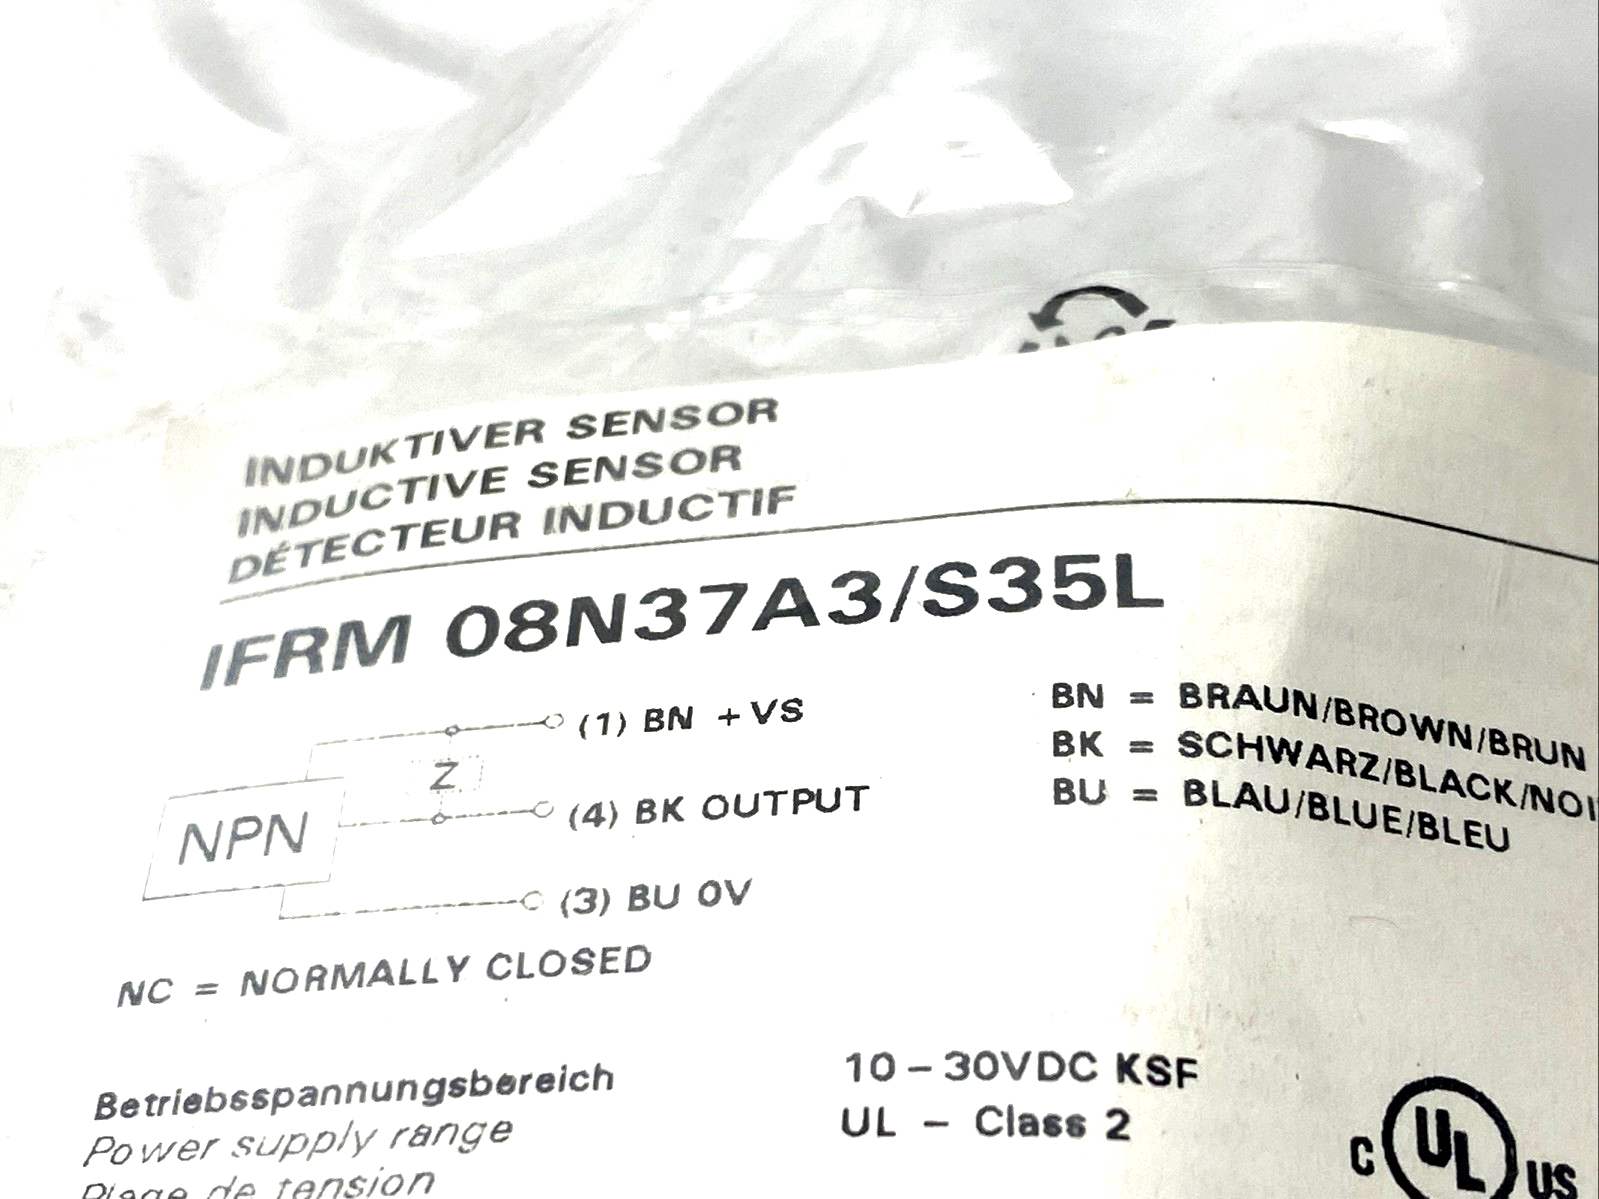 INDUKTIVER SENSOR
INDUCTIVE SENSOR
DÉTECTEUR INDUCTIF
IFRM 08N37A3/S35L
(1) BN +VS
Z
(4) BK OUTPUT
NPN
(3) BU 0V
NC = NORMALLY CLOSED
BN = BRAUN/BROWN/BRUN
BK = SCHWARZ/BLACK/NOI
BU = BLAU/BLUE/BLEU
Betriebsspannungsbereich
Power supply range
Plage de tension
10-30VDC KSF
UL - Class 2
C UL US